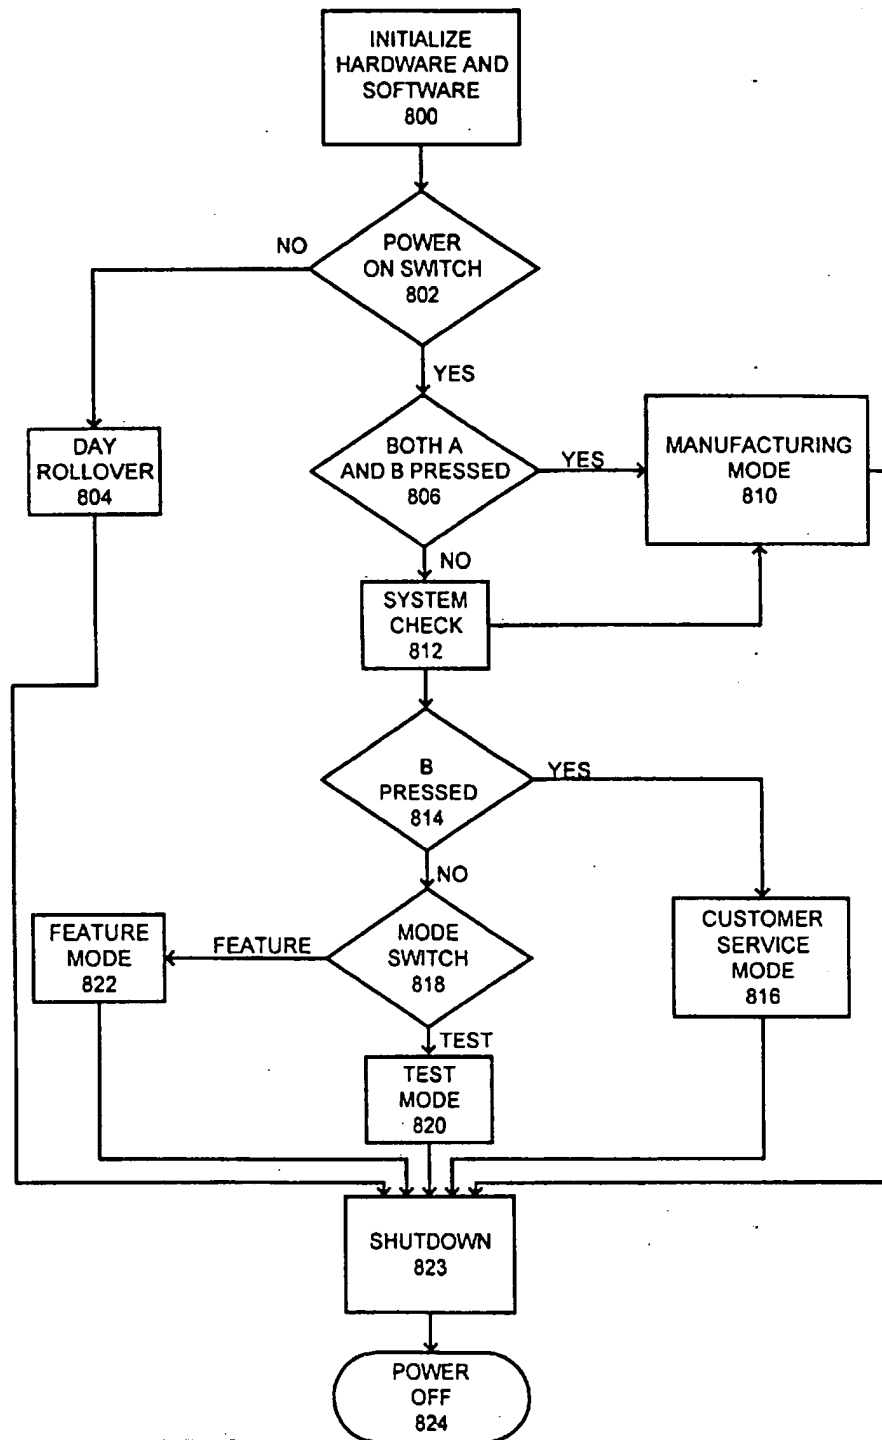 INITIALIZE
HARDWARE AND
SOFTWARE
800
NO
POWER
ON SWITCH
802
YES
DAY
ROLLOVER
804
BOTH A
AND B PRESSED
806
YES
MANUFACTURING
MODE
810
NO
SYSTEM
CHECK
812
B
PRESSED
814
YES
NO
FEATURE
MODE
822
FEATURE
MODE
SWITCH
818
CUSTOMER
SERVICE
MODE
816
TEST
TEST
MODE
820
SHUTDOWN
823
POWER
OFF
824